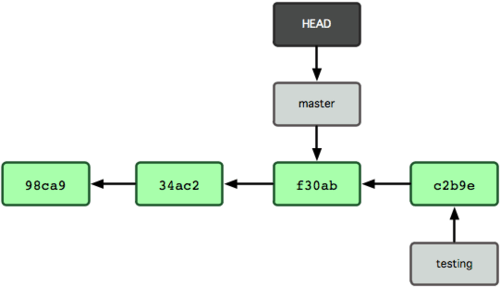 HEAD
master
98ca9
34ac2
f30ab
c2b9e
testing